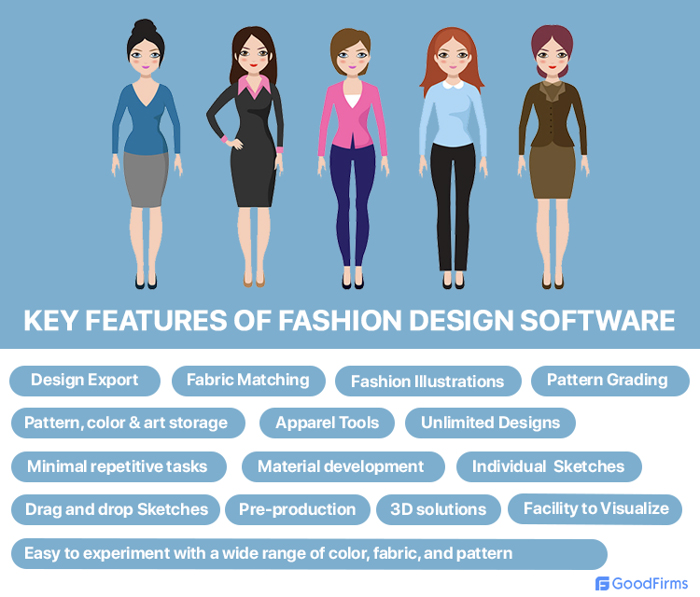 KEY FEATURES OF FASHION DESIGN SOFTWARE
Design Export
Fabric Matching
Fashion Illustrations
Pattern Grading
Pattern, color & art storage
Apparel Tools
Unlimited Designs
Minimal repetitive tasks
Material development
Individual Sketches
Drag and drop Sketches
Pre-production
3D solutions
Facility to Visualize
Easy to experiment with a wide range of color, fabric, and pattern
GoodFirms